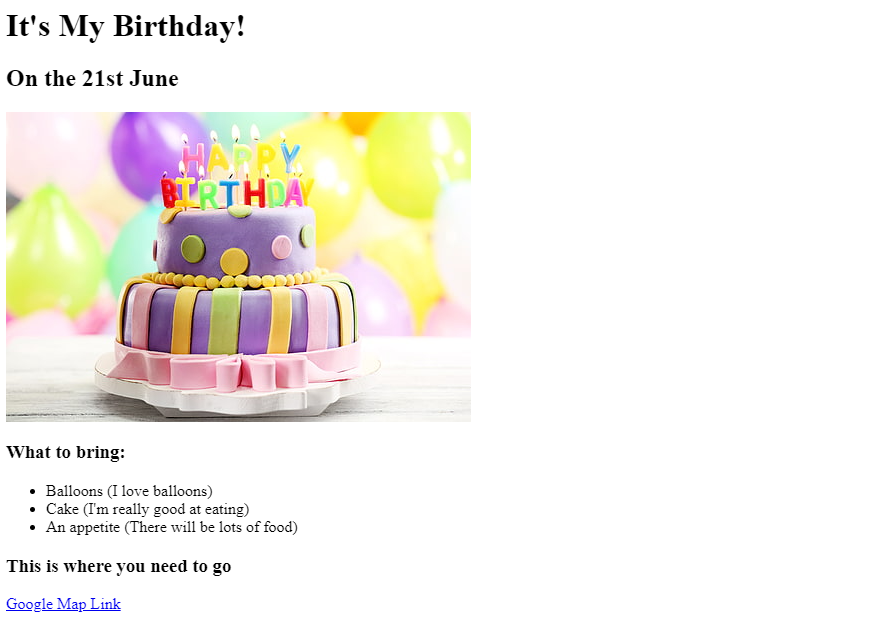 It's My Birthday!
On the 21st June
HAPPY
BIRTHDAY
What to bring:
Balloons (I love balloons)
Cake (I'm really good at eating)
An appetite (There will be lots of food)
This is where you need to go
Google Map Link